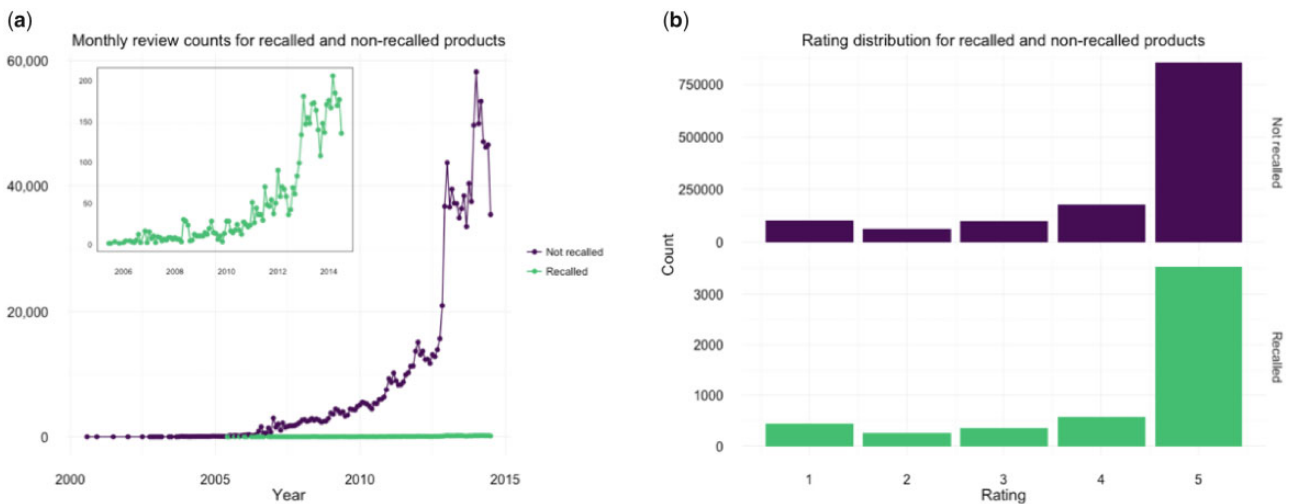 (a)
Monthly review counts for recalled and non-recalled products
60,000
40,000
20,000
0
200
150
100
50
0
2006 2008 2010 2012 2014
Not recalled
Recalled
2000 2005 2010 2015
Year
(b)
Rating distribution for recalled and non-recalled products
Count
750000
500000
250000
0
Not recalled
3000
2000
1000
0
Recalled
1 2 3 4 5
Rating